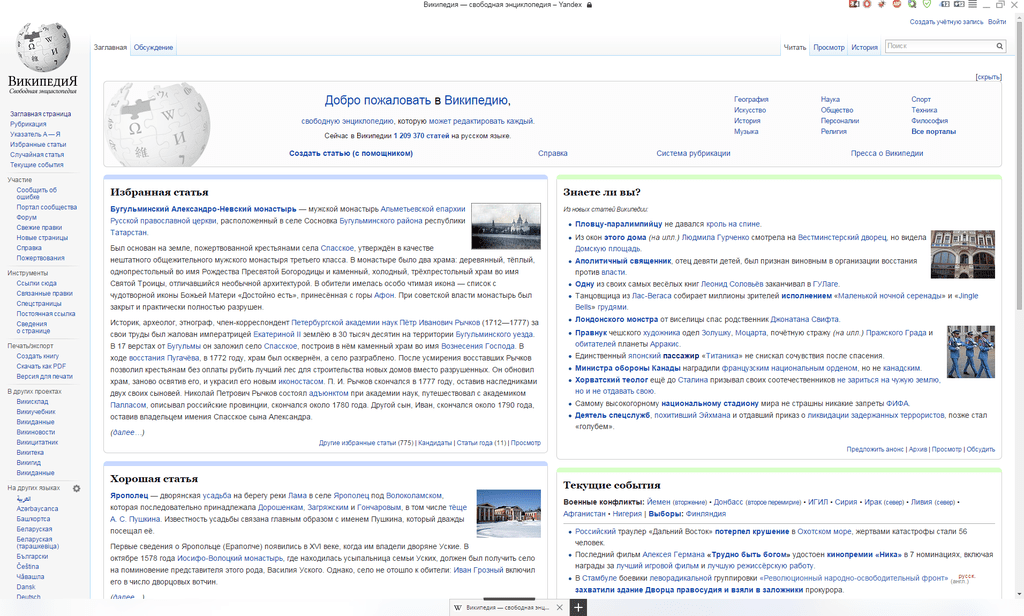 Википедия — свободная энциклопедия – Yandex
Создать учётную запись Войти
Заглавная Обсуждение
Читать Просмотр История Поиск
ВикипедиЯ
Свободная энциклопедия
Заглавная страница
Рубрикация
Указатель А — Я
Избранные статьи
Случайная статья
Текущие события
Участие
Сообщить об
ошибке
Портал сообщества
Форум
Свежие правки
Новые страницы
Справка
Пожертвования
Инструменты
Ссылки сюда
Связанные правки
Спецстраницы
Постоянная ссылка
Сведения
о странице
Печать/экспорт
Создать книгу
Скачать как PDF
Версия для печати
В других проектах
Викисклад
Викиучебник
Викиданные
Викиновости
Викицитатник
Викитека
Викигид
Викиданные
На других языках
العربية
Azərbaycanca
Башҡортса
Беларуская
Беларуская
(тарашкевіца)
Български
Čeština
Чӑвашла
Dansk
Deutsch
[скрыть]
Добро пожаловать в Википедию,
свободную энциклопедию, которую может редактировать каждый.
Сейчас в Википедии 1 209 370 статей на русском языке.
Создать статью (с помощником) Справка Система рубрикации Пресса о Википедии
География Наука Спорт
Искусство Общество Техника
История Персоналии Философия
Музыка Религия Все порталы
Избранная статья
Бугульминский Александро-Невский монастырь — мужской монастырь Альметьевской епархии
Русской православной церкви, расположенный в селе Сосновка Бугульминского района республики
Татарстан.
Был основан на земле, пожертвованной крестьянами села Спасское, утверждён в качестве
нештатного общежительного мужского монастыря третьего класса. В монастыре было два храма: деревянный, тёплый,
однопрестольный во имя Рождества Пресвятой Богородицы и каменный, холодный, трёхпрестольный храм во имя
Святой Троицы, отличавшийся необычной архитектурой. В обители имелась особо чтимая икона — список с
чудотворной иконы Божьей Матери «Достойно есть», принесённая с горы Афон. При советской власти монастырь был
закрыт и практически полностью разрушен.
Историк, археолог, этнограф, член-корреспондент Петербургской академии наук Пётр Иванович Рычков (1712—1777) за
свои труды был жалован императрицей Екатериной II землёю в 30 тысяч десятин на территории Бугульминского уезда.
В 17 верстах от Бугульмы он заложил село Спасское, построив в нём каменный храм во имя Вознесения Господа. В
ходе восстания Пугачёва, в 1772 году, храм был осквернён, а село разграблено. После усмирения восставших Рычков
позволил крестьянам без оплаты рубить лучший лес для строительства новых домов вместо разрушенных. Он обновил
храм, заново освятив его, и украсил его новым иконостасом. П. И. Рычков скончался в 1777 году, оставив наследниками
двух своих сыновей. Николай Петрович Рычков состоял адъюнктом при академии наук, путешествовал с академиком
Палласом, описывал российские провинции, скончался около 1780 года. Другой сын, Иван, скончался около 1790 года,
оставив владельцем имения Спасское сына Александра.
(далее…)
Другие избранные статьи (775) | Кандидаты | Статьи года (11) | Просмотр
Хорошая статья
Ярополец — дворянская усадьба на берегу реки Лама в селе Ярополец под Волоколамском,
которая последовательно принадлежала Дорошенкам, Загряжским и Гончаровым, в том числе тёще
А. С. Пушкина. Известность усадьбы связана главным образом с именем Пушкина, который дважды
посещал её.
Первые сведения о Яропольце (Ераполче) появились в XVI веке, когда им владели дворяне Уские. В
октябре 1578 года Иосифо-Волоцкий монастырь, где находилась усыпальница семьи Уских, должен был получить село
на поминовение представителя этого рода, Василия Уского. Однако, село не отошло к обители: Иван Грозный включил
его в число дворцовых вотчин.
(далее…)
Знаете ли вы?
Из новых статей Википедии:
Пловцу-паралимпийцу не давался кроль на спине.
Из окон этого дома (на илл.) Людмила Гурченко смотрела на Вестминстерский дворец, но видела
Домскую площадь.
Аполитичный священник, отец девяти детей, был признан виновным в организации восстания
против власти.
Одну из своих самых весёлых книг Леонид Соловьёв заканчивал в ГУЛаге.
Танцовщица из Лас-Вегаса собирает миллионы зрителей исполнением «Маленькой ночной серенады» и «Jingle
Bells» грудями.
Лондонского монстра от виселицы спас родственник Джонатана Свифта.
Правнук чешского художника одел Золушку, Моцарта, почётную стражу (на илл.) Пражского Града и
обитателей планеты Арракис.
Единственный японский пассажир «Титаника» не снискал сочувствия после спасения.
Министра обороны Канады наградили французским национальным орденом, но не канадским.
Хорватский теолог ещё до Сталина призывал своих соотечественников не зариться на чужую землю,
но и не отдавать свою.
Самому высокогорному национальному стадиону мира не страшны никакие запреты ФИФА.
Деятель спецслужб, похитивший Эйхмана и отдавший приказ о ликвидации задержанных террористов, позже стал
«голубем».
Предложить анонс | Архив | Просмотр | Обсудить
Текущие события
Военные конфликты: Йемен (вторжение) • Донбасс (второе перемирие) • ИГИЛ • Сирия • Ирак (север) • Ливия (север) •
Афганистан • Нигерия | Выборы: Финляндия
Российский траулер «Дальний Восток» потерпел крушение в Охотском море, жертвами катастрофы стали 56
человек.
Последний фильм Алексея Германа «Трудно быть богом» удостоен кинопремии «Ника» в 7 номинациях, включая
награды за лучший игровой фильм и лучшую режиссёрскую работу.
В Стамбуле боевики леворадикальной группировки «Революционный народно-освободительный фронт» русск. (англ.)
захватили здание Дворца правосудия и взяли в заложники прокурора.
Википедия — свободная энц...